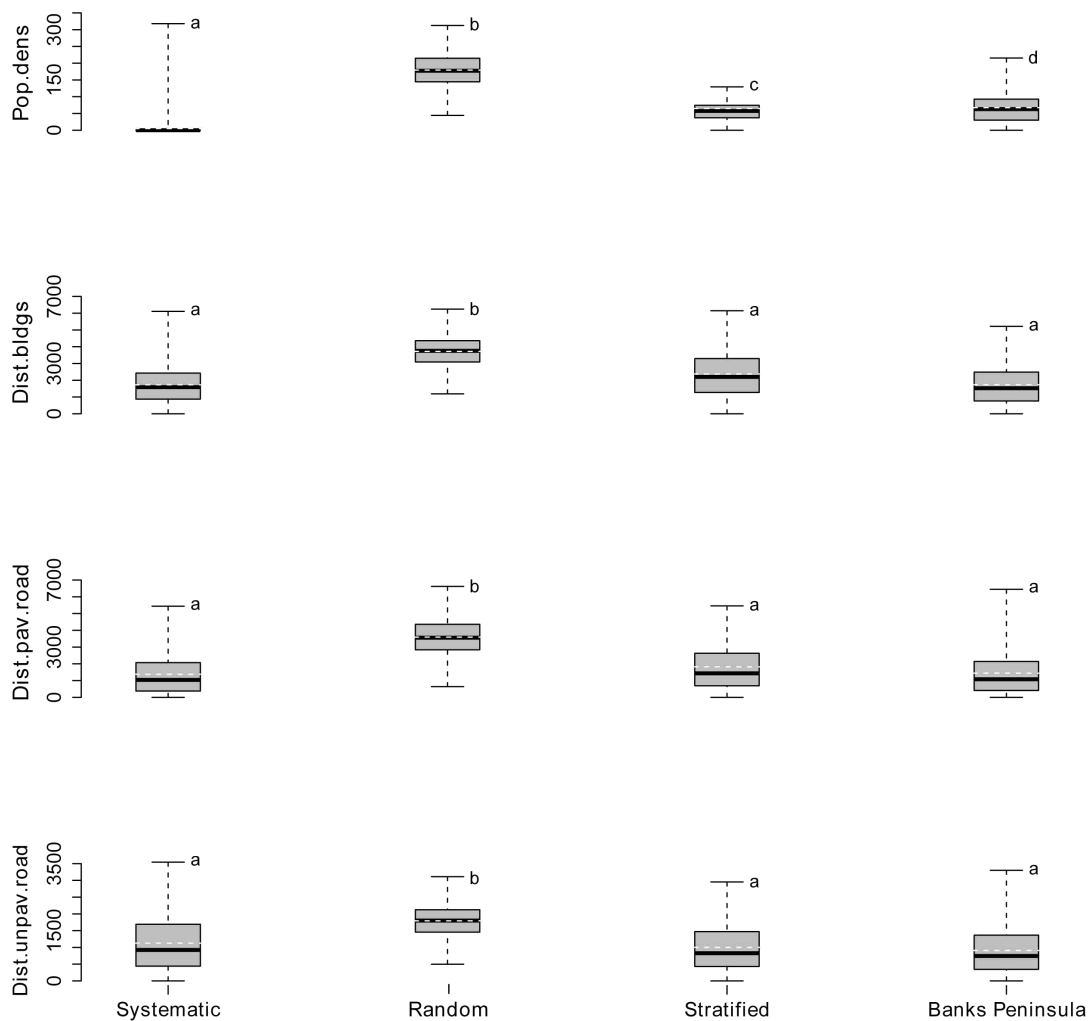 Pop.dens
0 150 300
a b c d
Dist.bldgs
0 3000 7000
a b a a
Dist.pav.road
0 3000 7000
a b a a
Dist.unpav.road
0 1500 3500
a b a a
Systematic Random Stratified Banks Peninsula